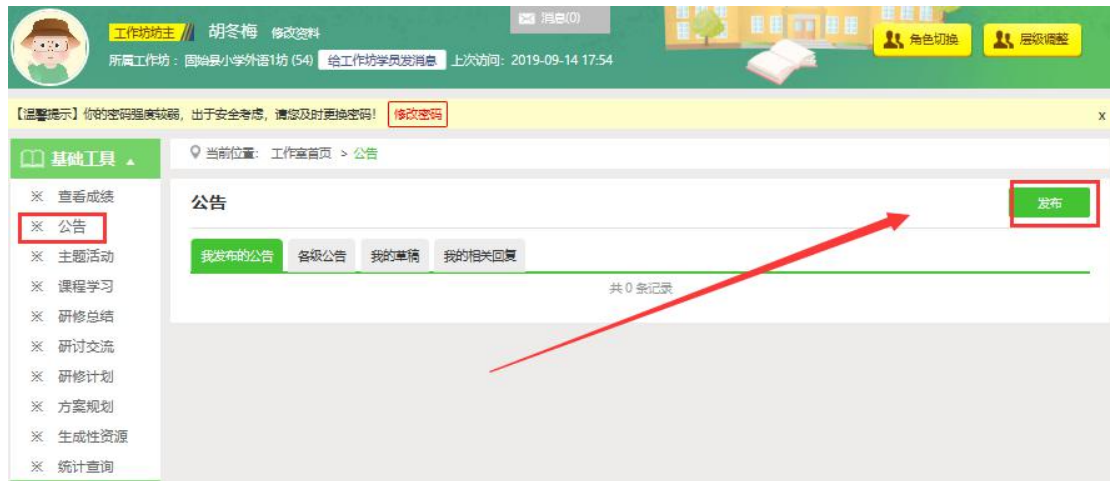 消息(0)
工作坊坊主 胡冬梅 修改资料
角色切换 层级调整
所属工作坊：固始县小学外语1坊 (54) 给工作坊学员发消息 上次访问：2019-09-14 17:54
【温馨提示】你的密码强度较弱，出于安全考虑，请您及时更换密码！ 修改密码 x
基础工具
当前位置： 工作室首页 > 公告
※ 查看成绩
※ 公告
※ 主题活动
※ 课程学习
※ 研修总结
※ 研讨交流
※ 研修计划
※ 方案规划
※ 生成性资源
※ 统计查询
公告 发布
我发布的公告 各级公告 我的草稿 我的相关回复
共 0 条记录